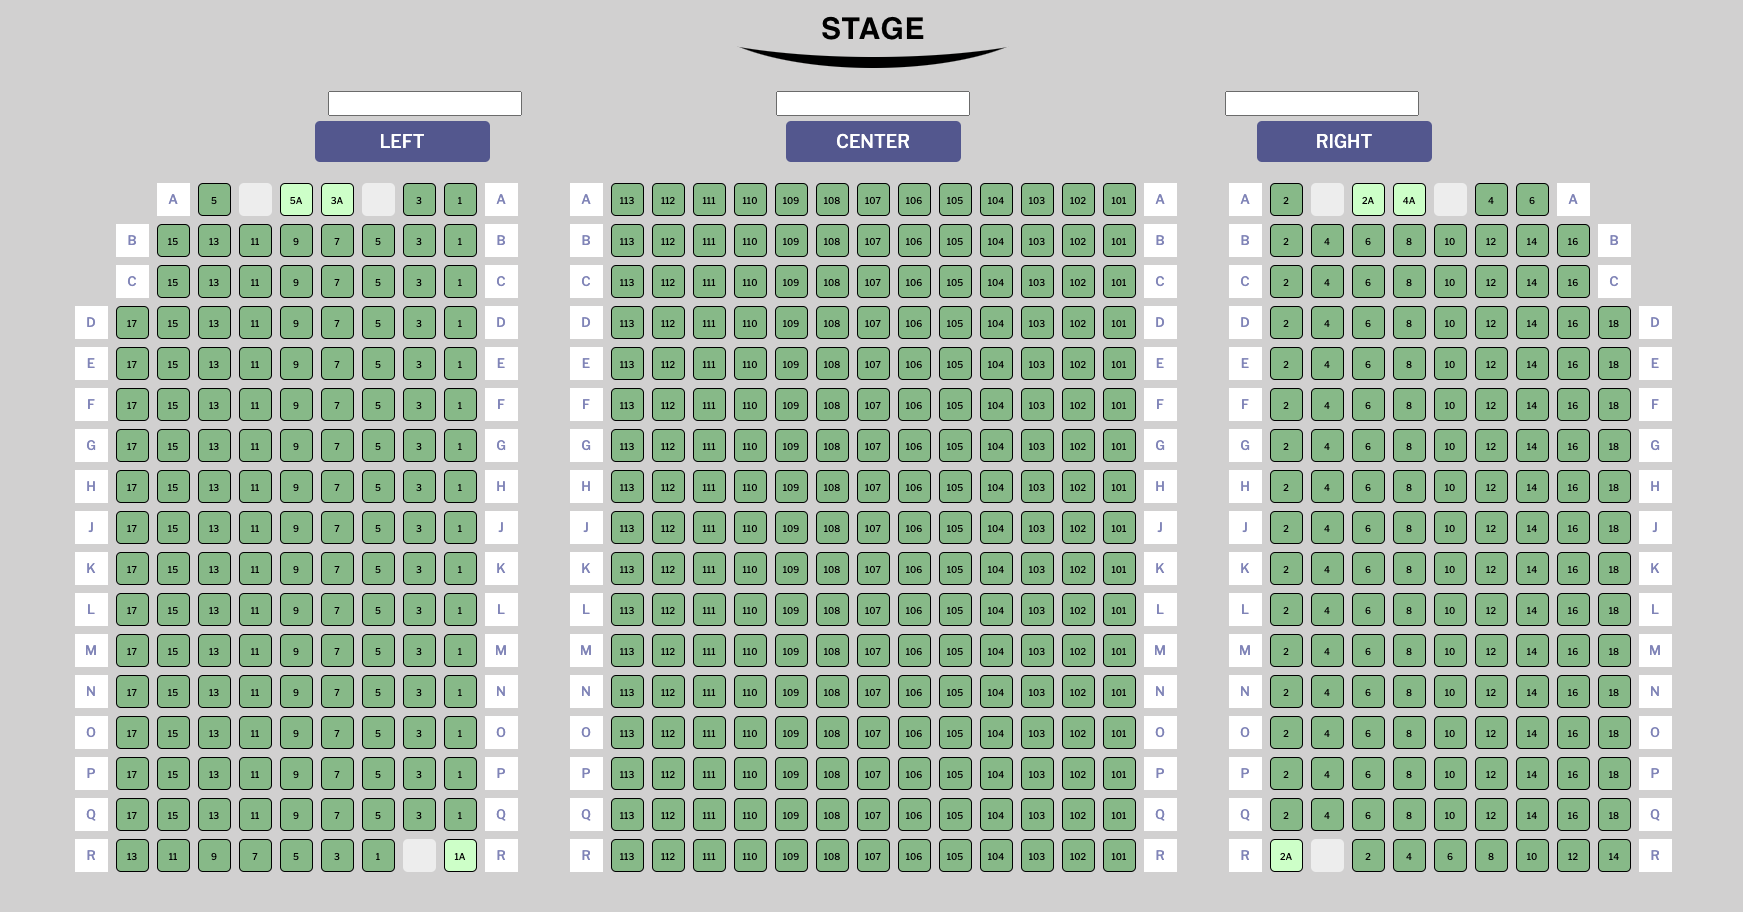 STAGE
LEFT CENTER RIGHT
A 5 5A 3A 3 1 A A 113 112 111 110 109 108 107 106 105 104 103 102 101 A A 2 2A 4A 4 6 A
B 15 13 11 9 7 5 3 1 B B 113 112 111 110 109 108 107 106 105 104 103 102 101 B B 2 4 6 8 10 12 14 16 B
C 15 13 11 9 7 5 3 1 C C 113 112 111 110 109 108 107 106 105 104 103 102 101 C C 2 4 6 8 10 12 14 16 C
D 17 15 13 11 9 7 5 3 1 D D 113 112 111 110 109 108 107 106 105 104 103 102 101 D D 2 4 6 8 10 12 14 16 18 D
E 17 15 13 11 9 7 5 3 1 E E 113 112 111 110 109 108 107 106 105 104 103 102 101 E E 2 4 6 8 10 12 14 16 18 E
F 17 15 13 11 9 7 5 3 1 F F 113 112 111 110 109 108 107 106 105 104 103 102 101 F F 2 4 6 8 10 12 14 16 18 F
G 17 15 13 11 9 7 5 3 1 G G 113 112 111 110 109 108 107 106 105 104 103 102 101 G G 2 4 6 8 10 12 14 16 18 G
H 17 15 13 11 9 7 5 3 1 H H 113 112 111 110 109 108 107 106 105 104 103 102 101 H H 2 4 6 8 10 12 14 16 18 H
J 17 15 13 11 9 7 5 3 1 J J 113 112 111 110 109 108 107 106 105 104 103 102 101 J J 2 4 6 8 10 12 14 16 18 J
K 17 15 13 11 9 7 5 3 1 K K 113 112 111 110 109 108 107 106 105 104 103 102 101 K K 2 4 6 8 10 12 14 16 18 K
L 17 15 13 11 9 7 5 3 1 L L 113 112 111 110 109 108 107 106 105 104 103 102 101 L L 2 4 6 8 10 12 14 16 18 L
M 17 15 13 11 9 7 5 3 1 M M 113 112 111 110 109 108 107 106 105 104 103 102 101 M M 2 4 6 8 10 12 14 16 18 M
N 17 15 13 11 9 7 5 3 1 N N 113 112 111 110 109 108 107 106 105 104 103 102 101 N N 2 4 6 8 10 12 14 16 18 N
O 17 15 13 11 9 7 5 3 1 O O 113 112 111 110 109 108 107 106 105 104 103 102 101 O O 2 4 6 8 10 12 14 16 18 O
P 17 15 13 11 9 7 5 3 1 P P 113 112 111 110 109 108 107 106 105 104 103 102 101 P P 2 4 6 8 10 12 14 16 18 P
Q 17 15 13 11 9 7 5 3 1 Q Q 113 112 111 110 109 108 107 106 105 104 103 102 101 Q Q 2 4 6 8 10 12 14 16 18 Q
R 13 11 9 7 5 3 1 1A R R 113 112 111 110 109 108 107 106 105 104 103 102 101 R R 2A 2 4 6 8 10 12 14 R